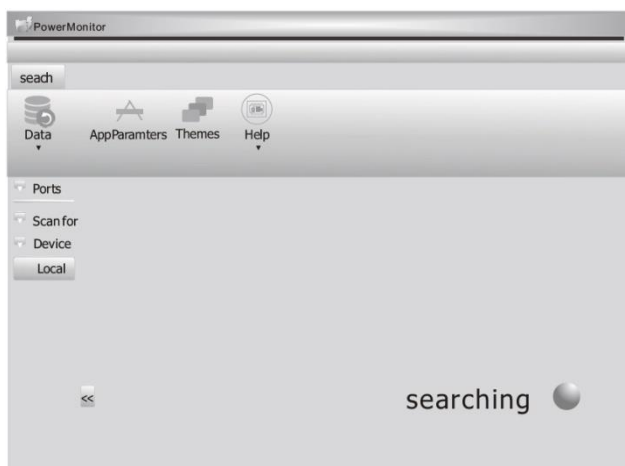 PowerMonitor
seach
Data AppParamters Themes Help
Ports
Scan for
Device
Local
<< searching